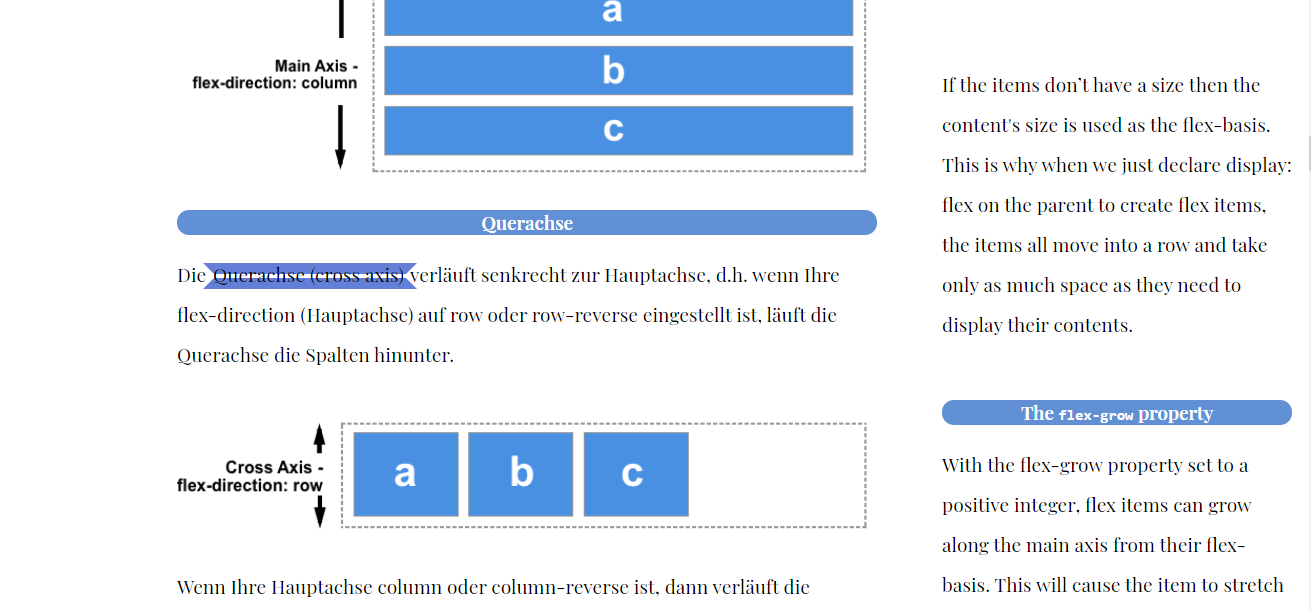 a
Main Axis -
flex-direction: column
b
c
Querachse
Die Querachse (cross axis) verläuft senkrecht zur Hauptachse, d.h. wenn Ihre
flex-direction (Hauptachse) auf row oder row-reverse eingestellt ist, läuft die
Querachse die Spalten hinunter.
Cross Axis -
flex-direction: row
a b c
Wenn Ihre Hauptachse column oder column-reverse ist, dann verläuft die
If the items don’t have a size then the
content's size is used as the flex-basis.
This is why when we just declare display:
flex on the parent to create flex items,
the items all move into a row and take
only as much space as they need to
display their contents.
The flex-grow property
With the flex-grow property set to a
positive integer, flex items can grow
along the main axis from their flex-
basis. This will cause the item to stretch